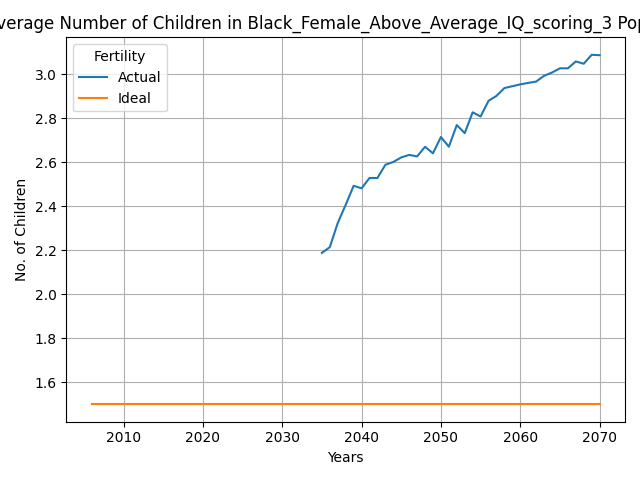 verage Number of Children in Black_Female_Above_Average_IQ_scoring_3 Pop
Fertility
Actual
Ideal
No. of Children
3.0
2.8
2.6
2.4
2.2
2.0
1.8
1.6
2010 2020 2030 2040 2050 2060 2070
Years